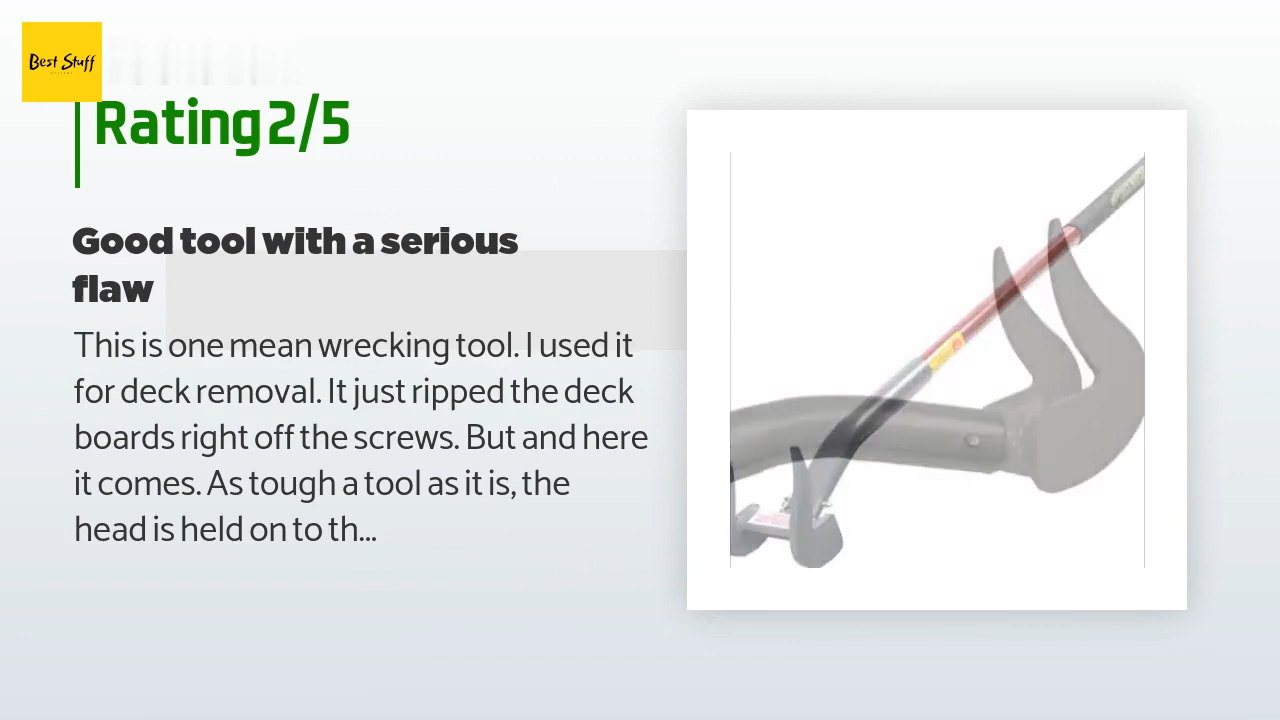 Best Stuff
Rating 2/5
Good tool with a serious
flaw
This is one mean wrecking tool. I used it
for deck removal. It just ripped the deck
boards right off the screws. But and here
it comes. As tough a tool as it is, the
head is held on to th...